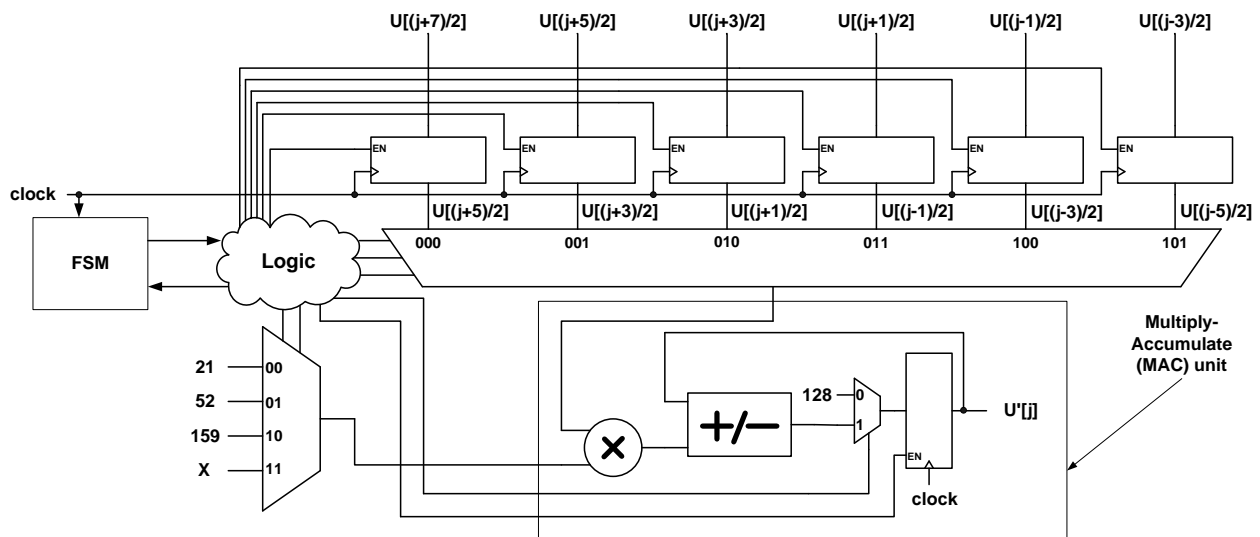 U[(j+7)/2] U[(j+5)/2] U[(j+3)/2] U[(j+1)/2] U[(j-1)/2] U[(j-3)/2]
EN EN EN EN EN EN
clock
U[(j+5)/2] U[(j+3)/2] U[(j+1)/2] U[(j-1)/2] U[(j-3)/2] U[(j-5)/2]
000 001 010 011 100 101
FSM
Logic
Multiply-
Accumulate
(MAC) unit
21 00
52 01
159 10
X 11
×
+/−
128 0
1
U'[j]
EN
clock